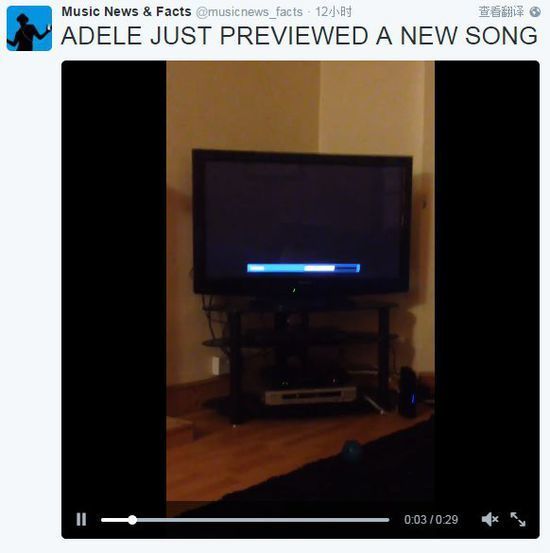 Music News & Facts @musicnews_facts · 12小时 查看翻译
ADELE JUST PREVIEWED A NEW SONG
0:03 / 0:29